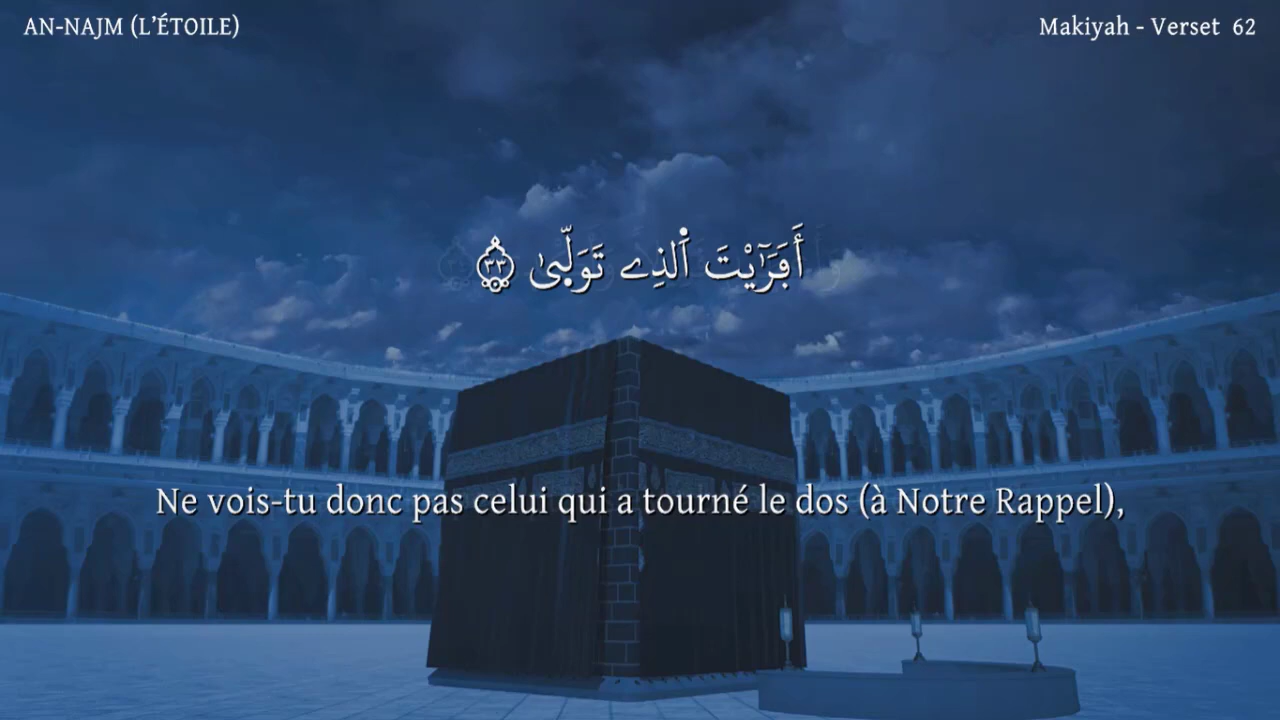 AN-NAJM (L’ÉTOILE)
Makiyah - Verset 62
أَفَرَٰٓيْتَ اَ۬لذِے تَوَلّ۪يٰ ٣٣
Ne vois-tu donc pas celui qui a tourné le dos (à Notre Rappel),